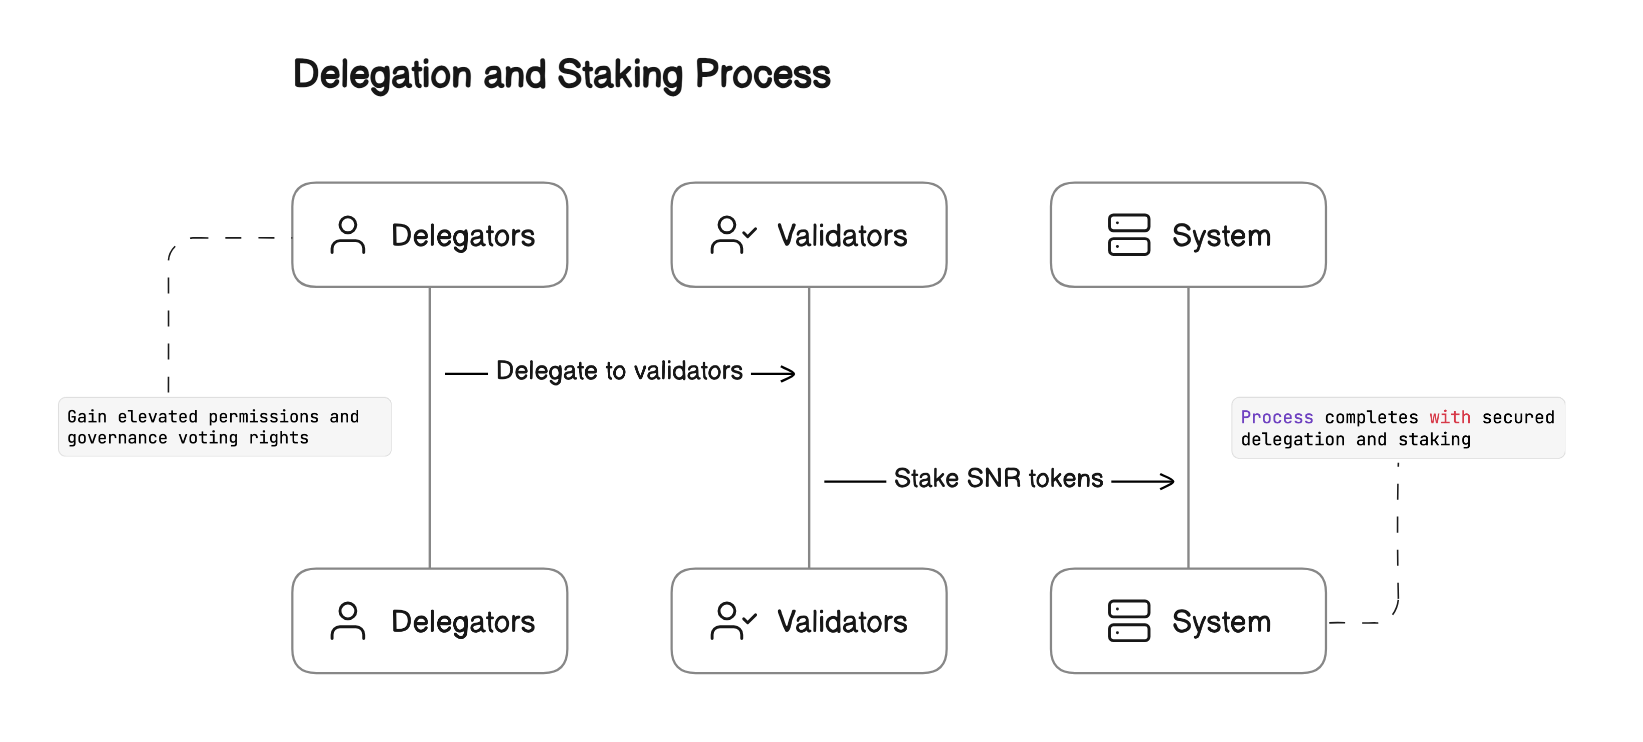 Delegation and Staking Process
Delegators
Validators
System
Delegate to validators
Gain elevated permissions and
governance voting rights
Process completes with secured
delegation and staking
Stake SNR tokens
Delegators
Validators
System